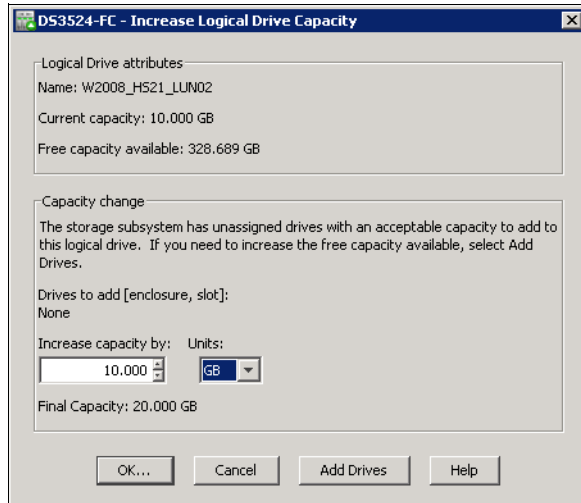 DS3524-FC - Increase Logical Drive Capacity
Logical Drive attributes
Name: W2008_HS21_LUN02
Current capacity: 10.000 GB
Free capacity available: 328.689 GB
Capacity change
The storage subsystem has unassigned drives with an acceptable capacity to add to
this logical drive. If you need to increase the free capacity available, select Add
Drives.
Drives to add [enclosure, slot]:
None
Increase capacity by: Units:
10.000 GB
Final Capacity: 20.000 GB
OK... Cancel Add Drives Help